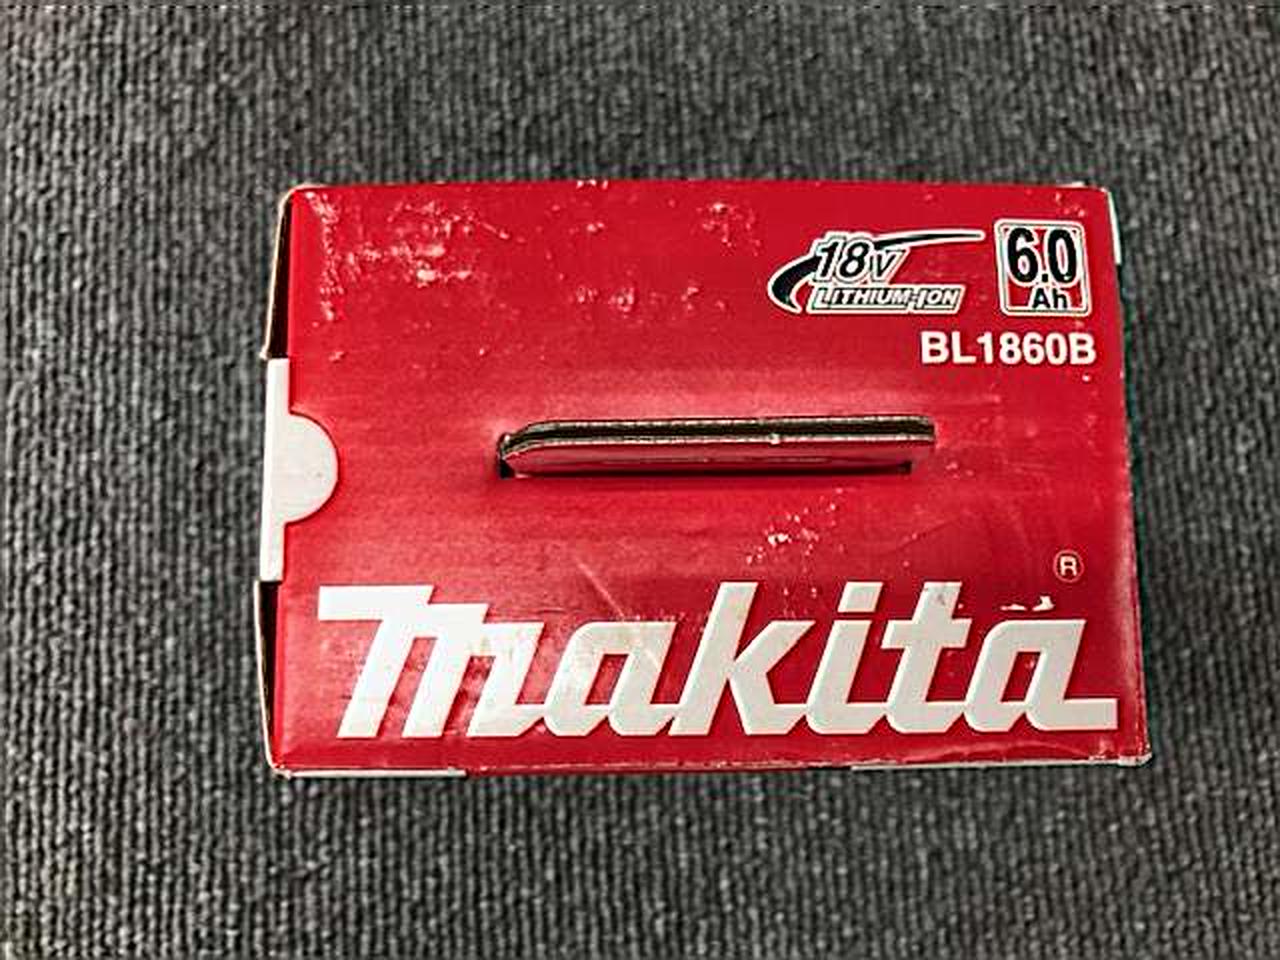 18V
LITHIUM-ION
6.0
Ah
BL1860B
makita®